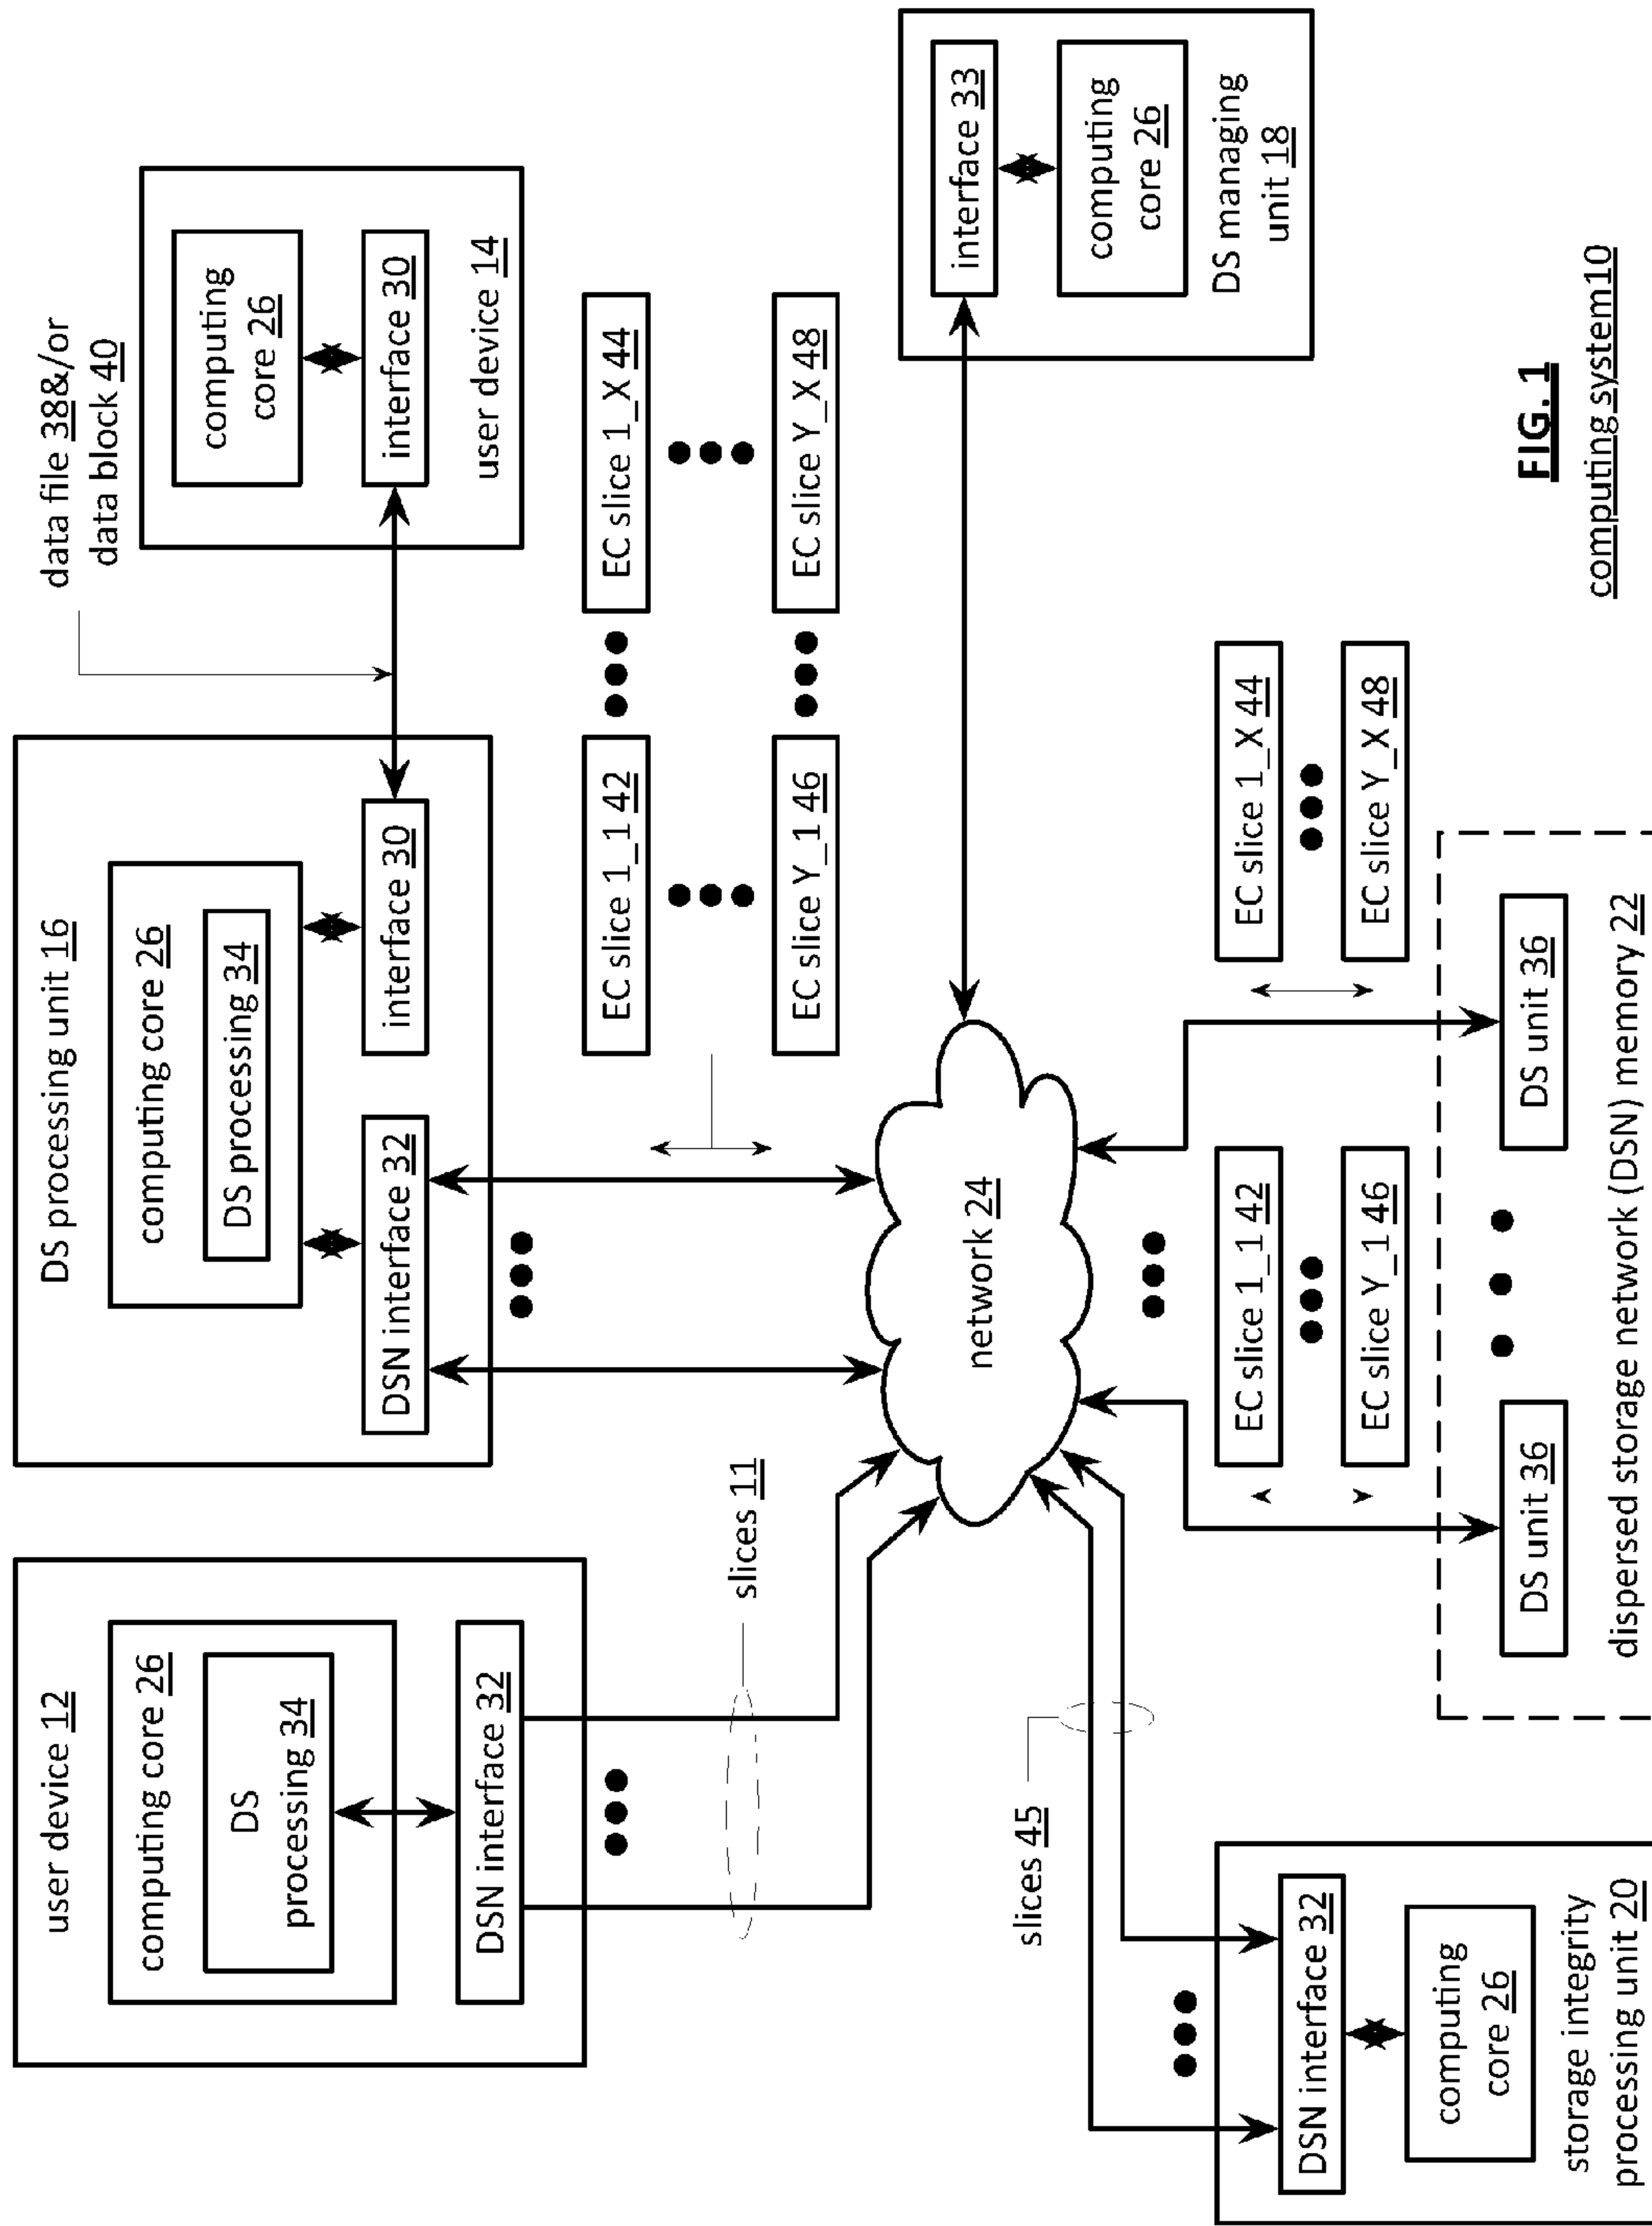 user device 12
computing core 26
DS
processing 34
DSN interface 32
slices 11
DS processing unit 16
computing core 26
DS processing 34
DSN interface 32
interface 30
data file 38&/or
data block 40
computing
core 26
interface 30
user device 14
EC slice 1_1 42
EC slice 1_X 44
EC slice Y_1 46
EC slice Y_X 48
network 24
interface 33
computing
core 26
DS managing
unit 18
slices 45
DSN interface 32
computing
core 26
storage integrity
processing unit 20
EC slice 1_1 42
EC slice Y_1 46
EC slice 1_X 44
EC slice Y_X 48
DS unit 36
DS unit 36
dispersed storage network (DSN) memory 22
FIG. 1
computing system10